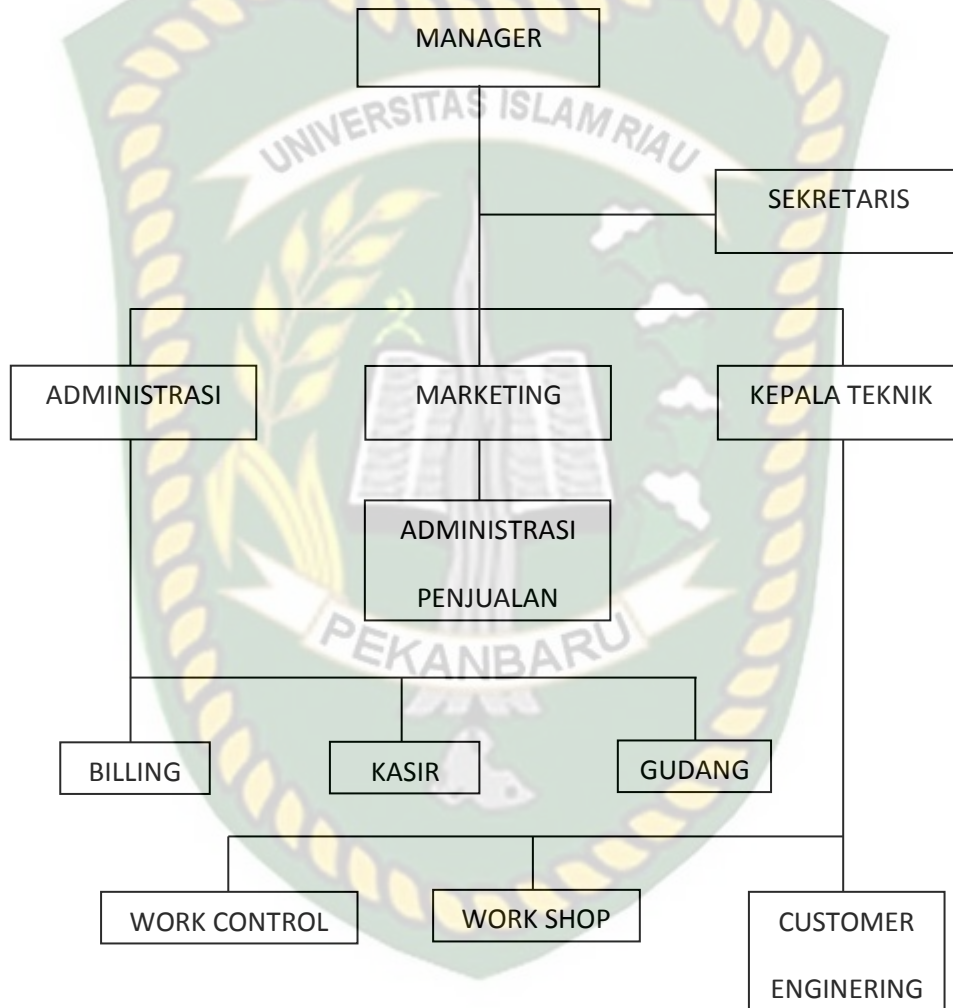 MANAGER
UNIVERSITAS ISLAM RIAU
SEKRETARIS
ADMINISTRASI
MARKETING
KEPALA TEKNIK
ADMINISTRASI
PENJUALAN
PEKANBARU
BILLING
KASIR
GUDANG
WORK CONTROL
WORK SHOP
CUSTOMER
ENGINERING